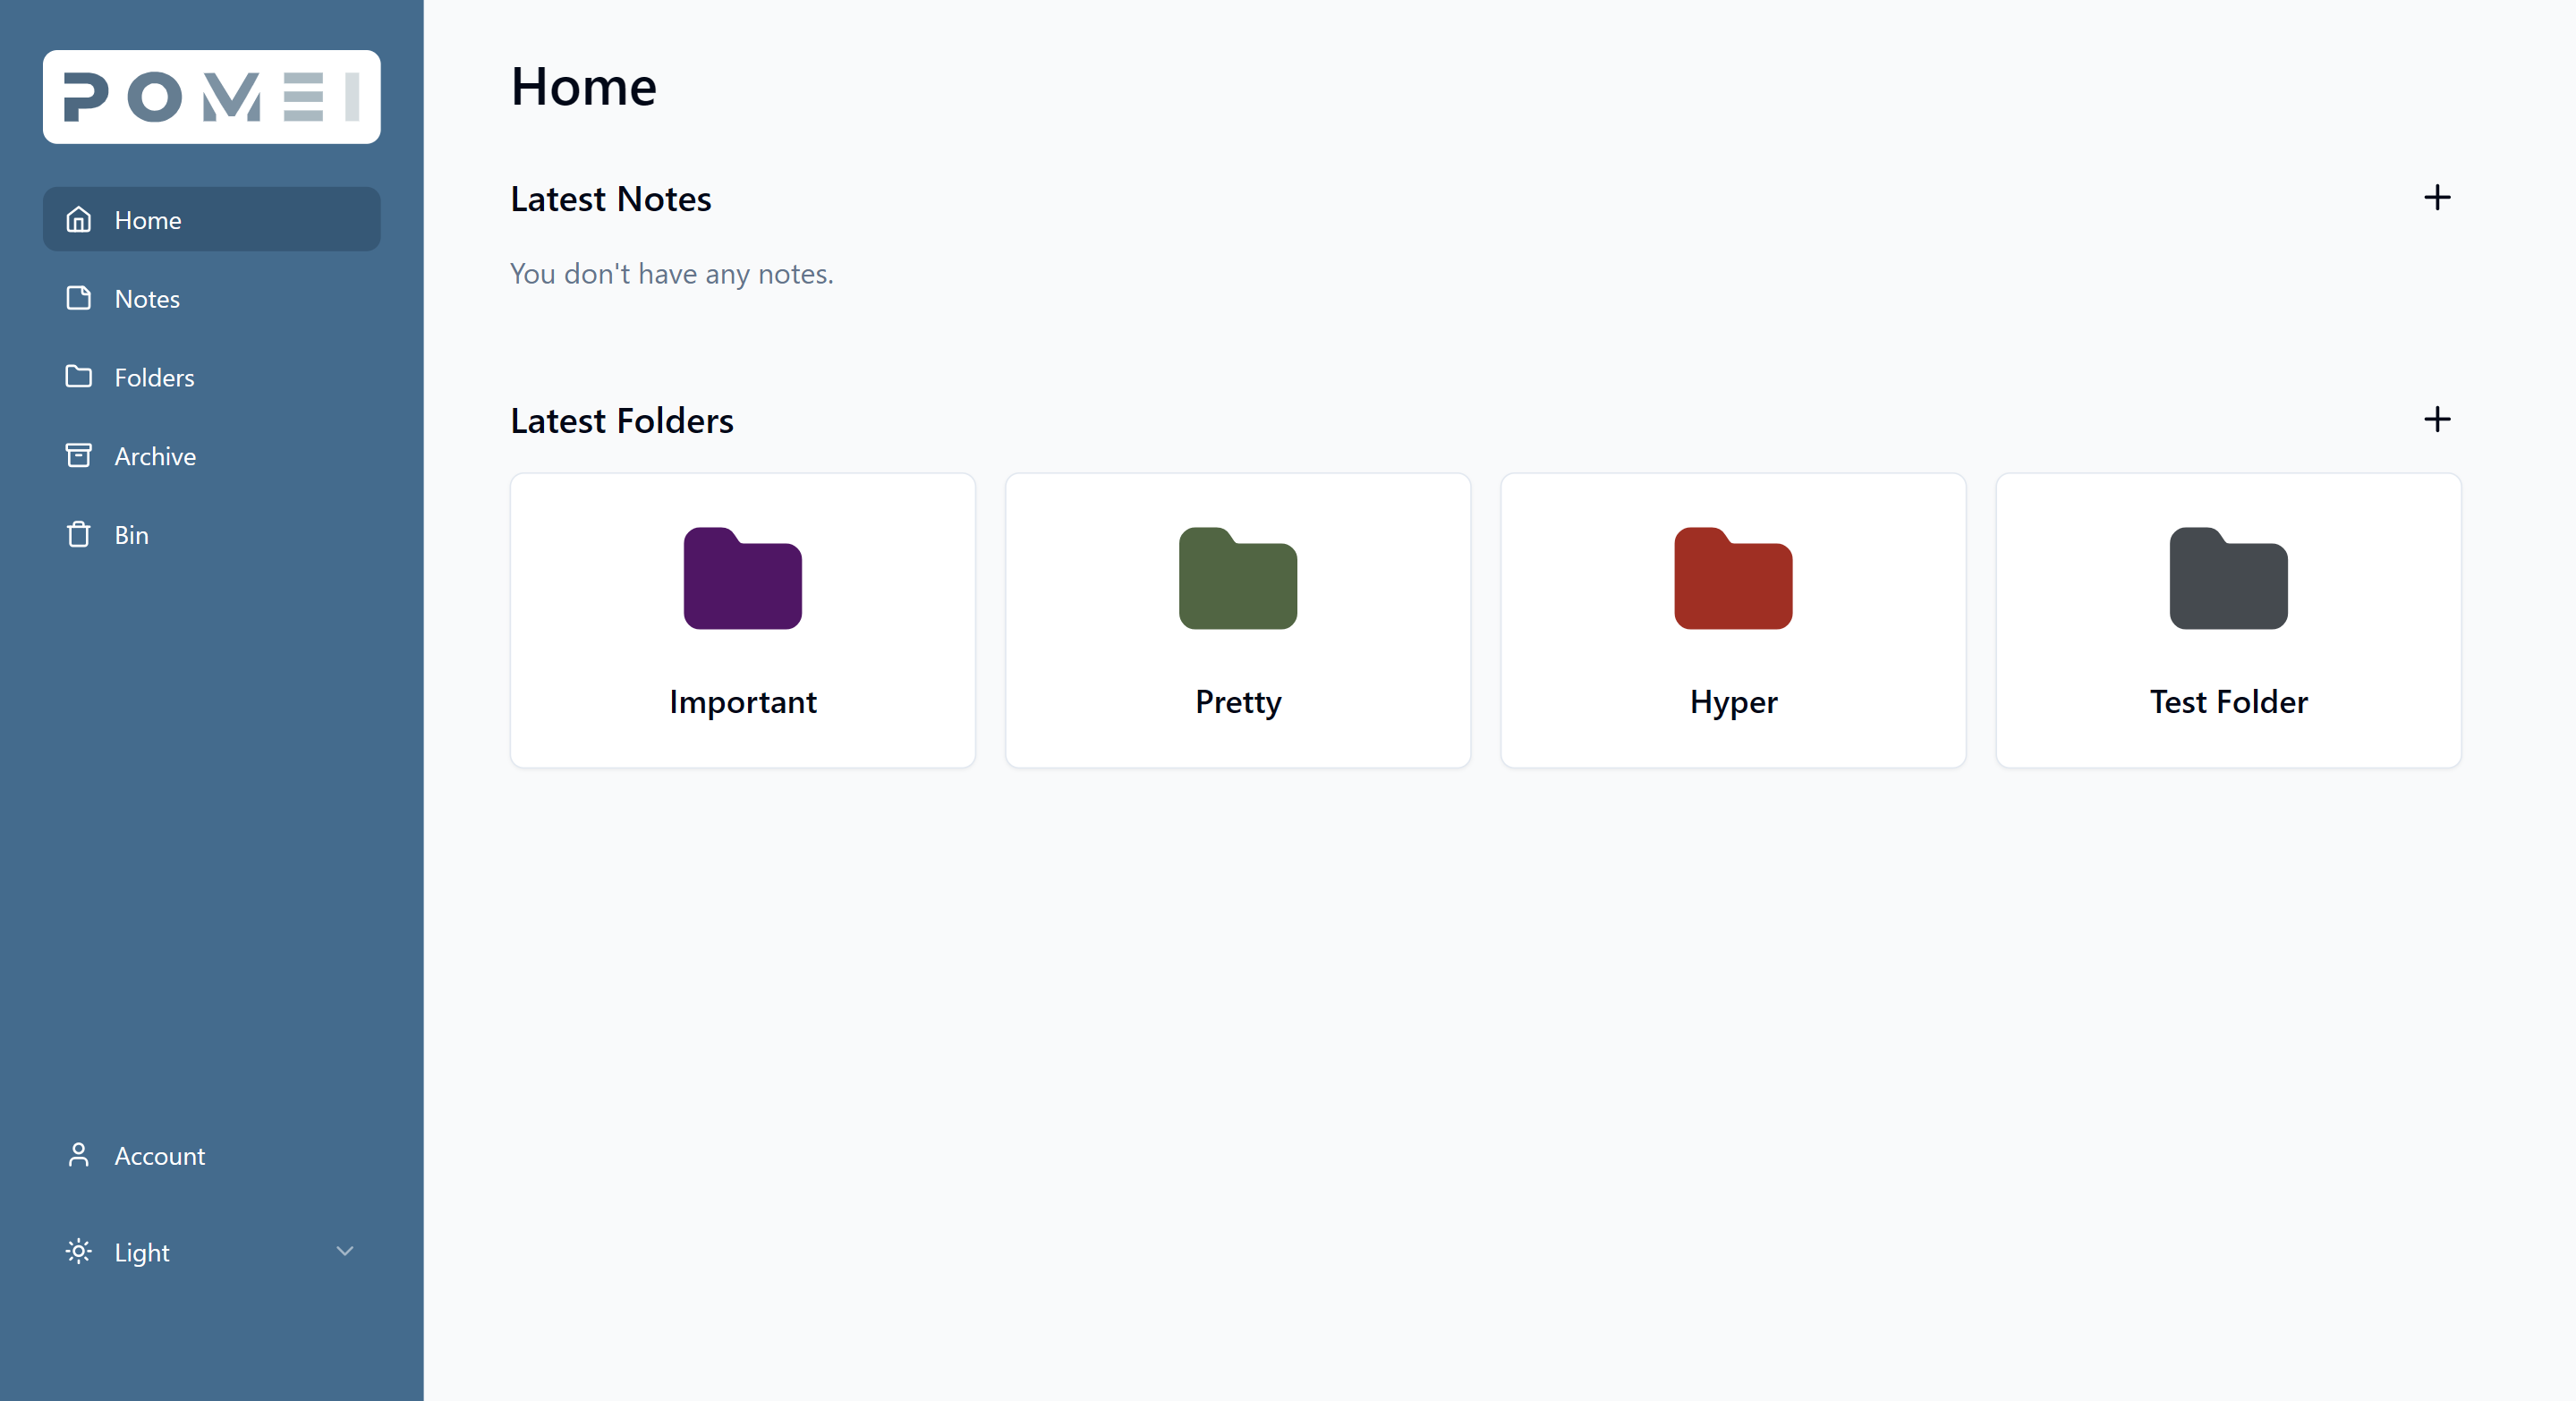 POMEI
Home
Notes
Folders
Archive
Bin
Account
Light
Home
Latest Notes
You don't have any notes.
Latest Folders
Important
Pretty
Hyper
Test Folder